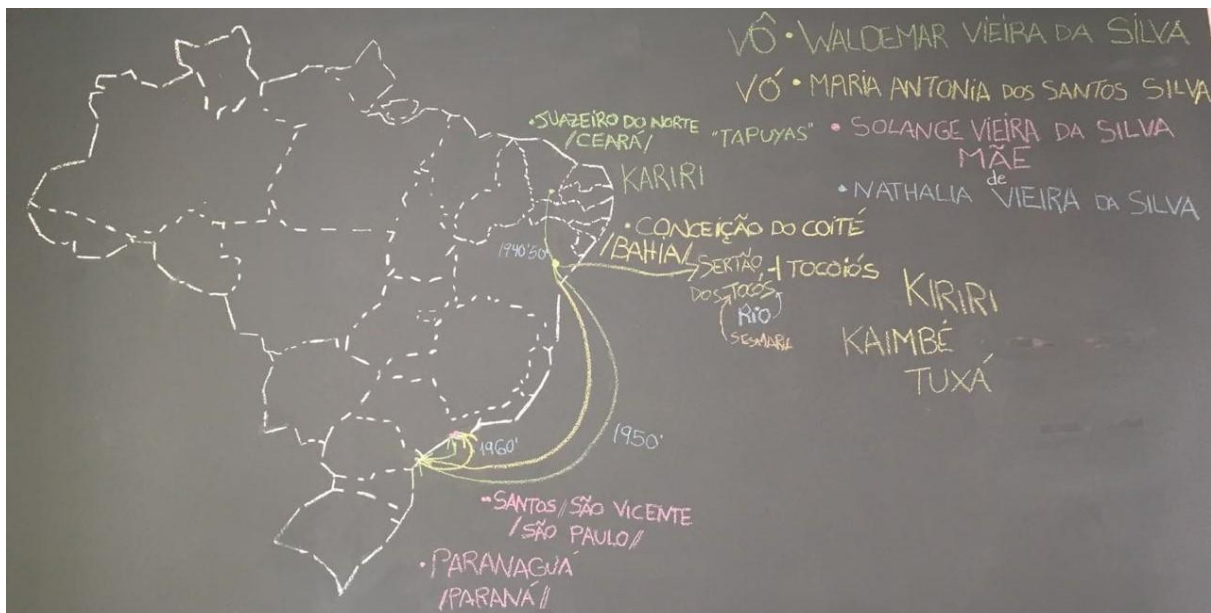 VÔ • WALDEMAR VIEIRA DA SILVA
VÓ • MARIA ANTONIA DOS SANTOS SILVA
• SOLANGE VIEIRA DA SILVA
MÃE
de
• NATHALIA VIEIRA DA SILVA
• JUAZEIRO DO NORTE
/CEARÁ/
"TAPUYAS"
KARIRI
• CONCEIÇÃO DO COITÉ
/BAHIA//
1940'50'
SERTÃO
DOS TOCÓS
TOCOIÓS
RIO
SESMARIA
KIRIRI
KAIMBÉ
TUXÁ
1950'
1960'
• SANTOS // SÃO VICENTE
/SÃO PAULO//
• PARANAGUÁ
/PARANÁ//